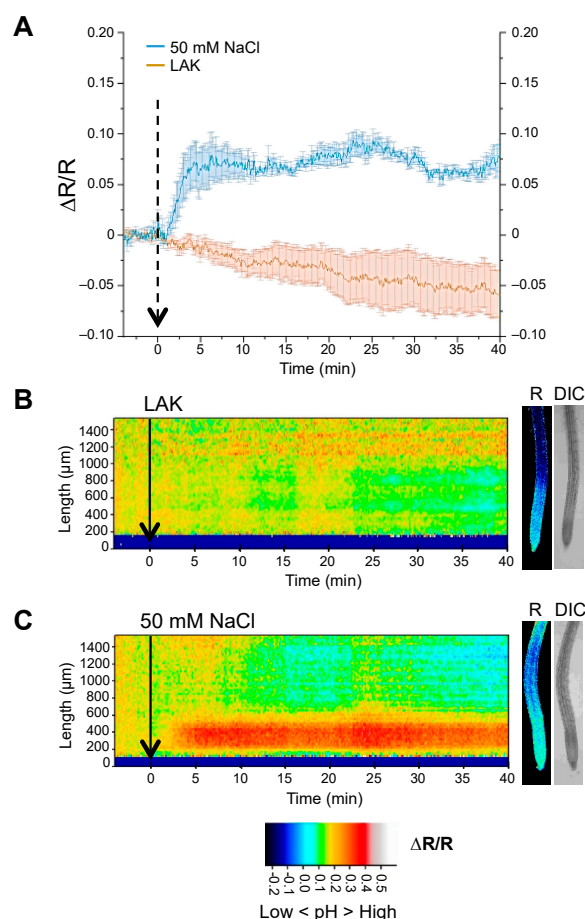 A
0.20 0.20
50 mM NaCl
LAK
0.15 0.15
0.10 0.10
0.05 0.05
ΔR/R
0 0
−0.05 −0.05
−0.10 −0.10
0 5 10 15 20 25 30 35 40
Time (min)
B
LAK
R DIC
Length (µm)
1400
1200
1000
800
600
400
200
0
0 5 10 15 20 25 30 35 40
Time (min)
C
50 mM NaCl
R DIC
Length (µm)
1400
1200
1000
800
600
400
200
0
0 5 10 15 20 25 30 35 40
Time (min)
ΔR/R
-0.2 -0.1 0.0 0.1 0.2 0.3 0.4 0.5
Low < pH > High